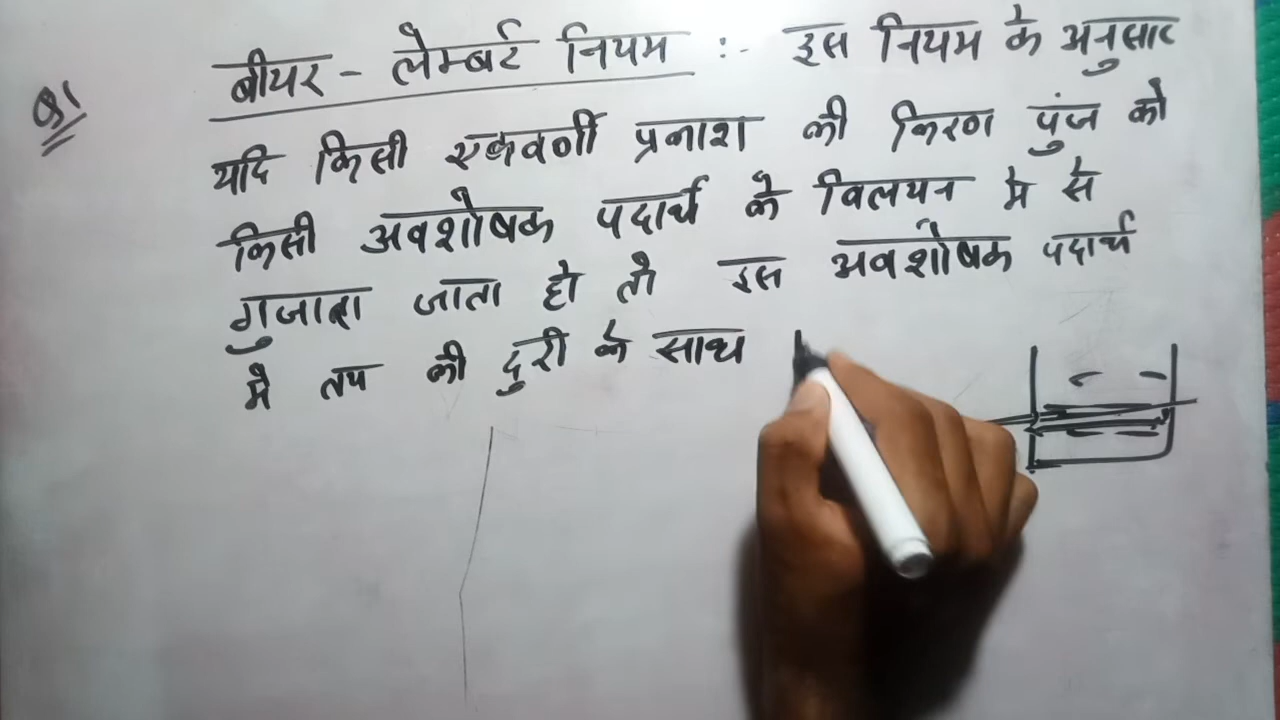 Q1
बीयर - लेम्बर्ट नियम :- इस नियम के अनुसार
यदि किसी एकवर्णी प्रकाश की किरण पुंज को
किसी अवशोषक पदार्थ के विलयन मे से
गुजारा जाता हो तो इस अवशोषक पदार्थ
मे तय की दुरी के साथ